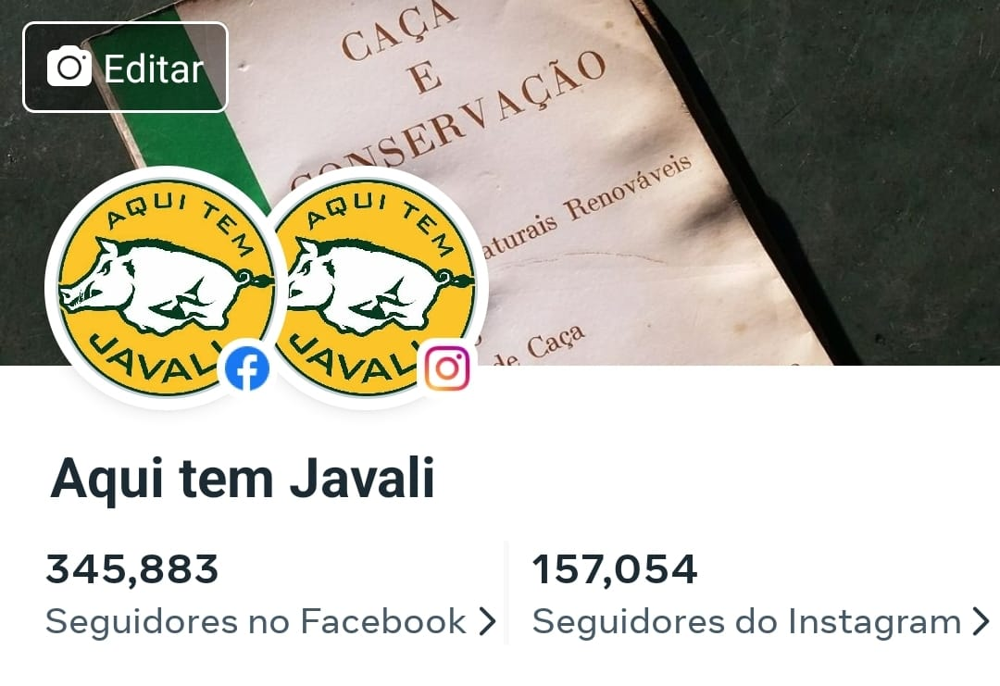 Editar
CAÇA
E
CONSERVAÇÃO
Renováveis
de Caça
AQUI TEM
JAVALI
AQUI TEM
JAVALI
Aqui tem Javali
345,883
Seguidores no Facebook
157,054
Seguidores do Instagram